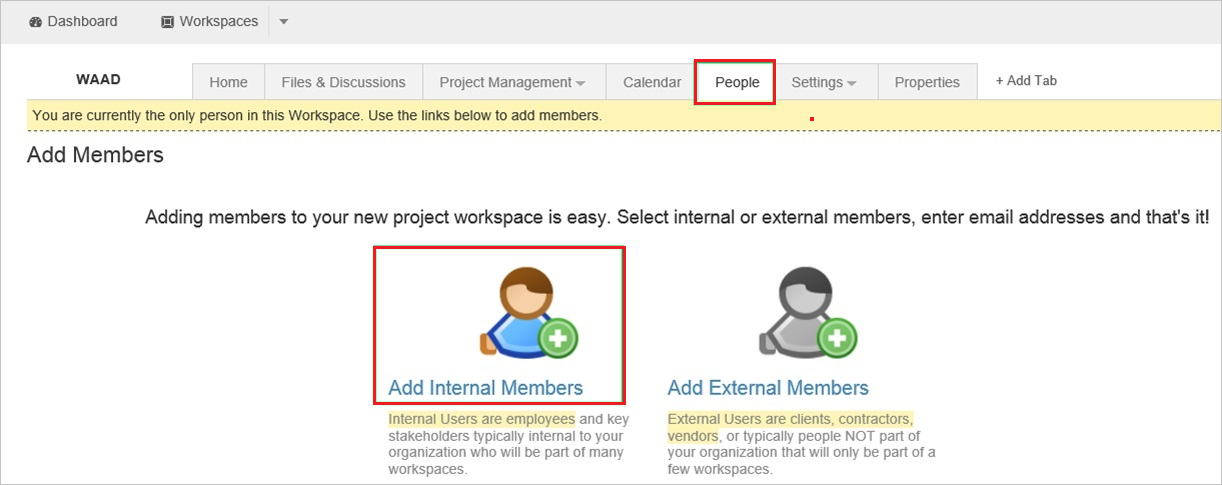 Dashboard Workspaces
WAAD Home Files & Discussions Project Management Calendar People Settings Properties + Add Tab
You are currently the only person in this Workspace. Use the links below to add members.
Add Members
Adding members to your new project workspace is easy. Select internal or external members, enter email addresses and that's it!
Add Internal Members
Internal Users are employees and key
stakeholders typically internal to your
organization who will be part of many
workspaces.
Add External Members
External Users are clients, contractors,
vendors, or typically people NOT part of
your organization that will only be part of a
few workspaces.